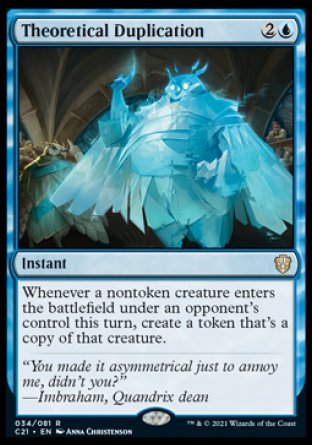 Theoretical Duplication 2
Instant
Whenever a nontoken creature enters
the battlefield under an opponent's
control this turn, create a token that's a
copy of that creature.
"You made it asymmetrical just to annoy
me, didn't you?"
—Imbraham, Quandrix dean
034/081 R
C21 • EN Anna Christenson
™ & © 2021 Wizards of the Coast